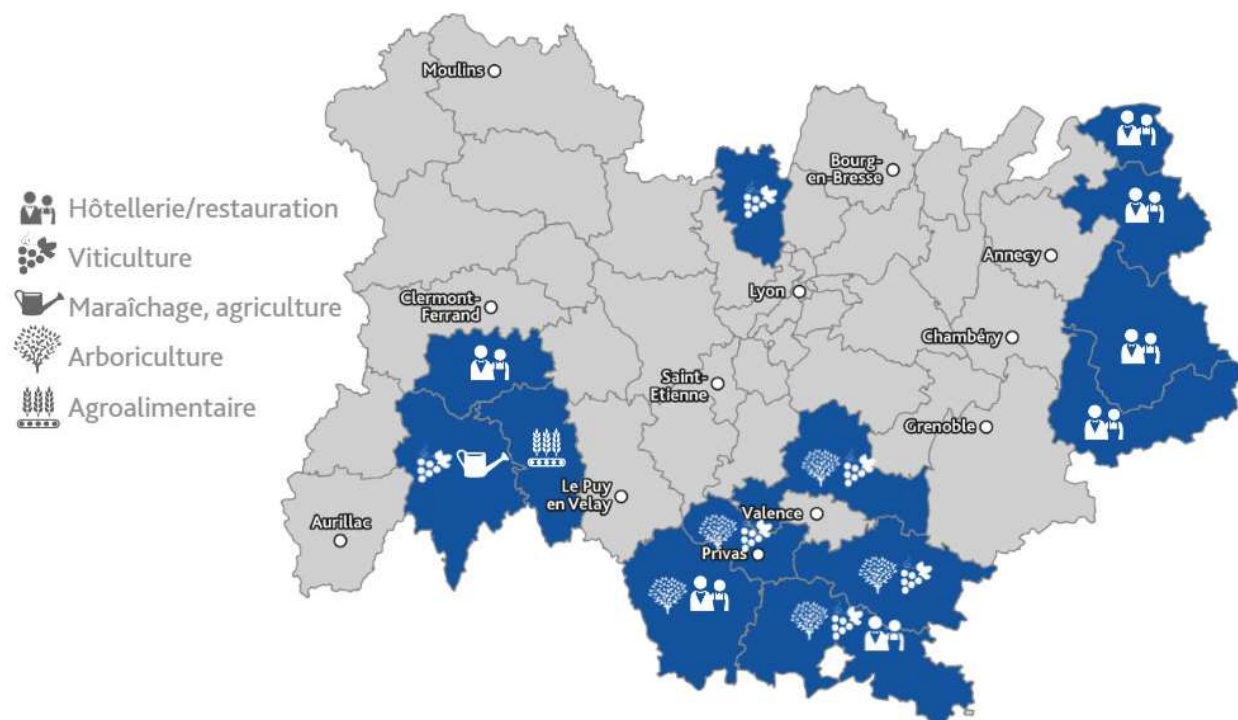 Hôtellerie/restauration
Viticulture
Maraîchage, agriculture
Arboriculture
Agroalimentaire
Moulins
Bourg-
en-Bresse
Annecy
Lyon
Clermont-
Ferrand
Chambéry
Saint-
Etienne
Grenoble
Le Puy
en Velay
Valence
Aurillac
Privas